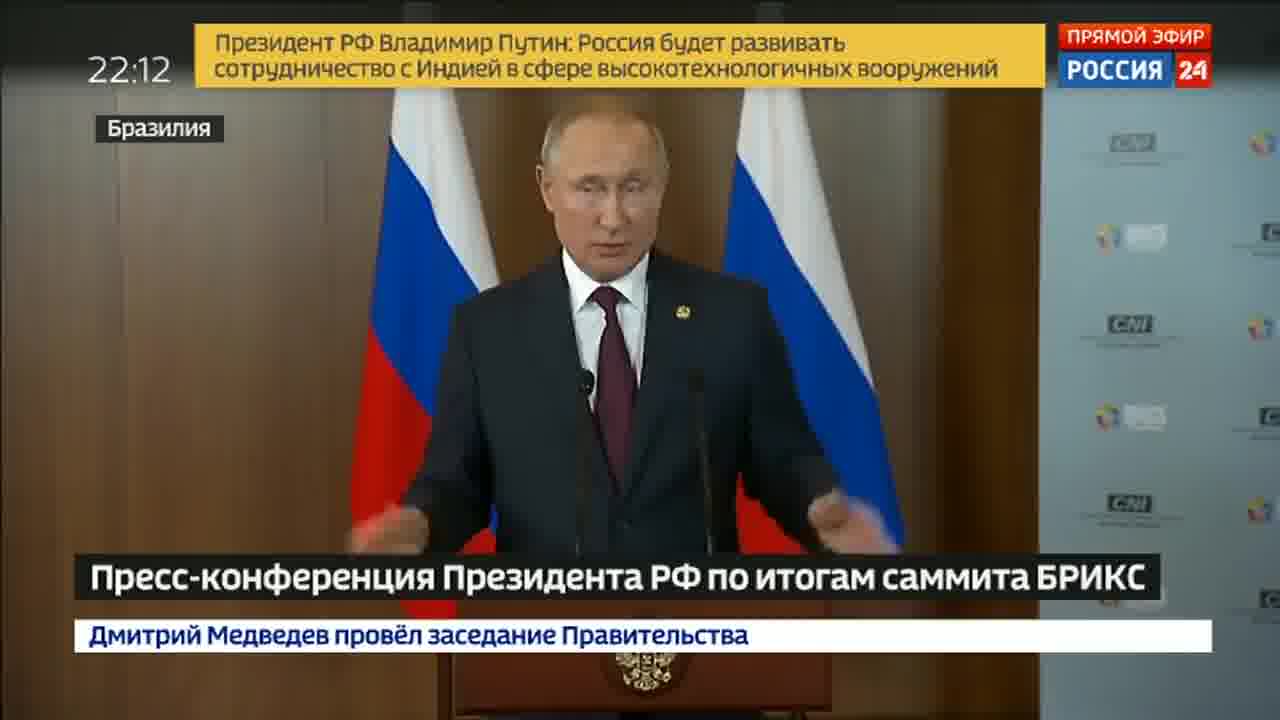 22:12
Президент РФ Владимир Путин: Россия будет развивать
сотрудничество с Индией в сфере высокотехнологичных вооружений
ПРЯМОЙ ЭФИР
РОССИЯ 24
Бразилия
CNI
CNI
CNI
Пресс-конференция Президента РФ по итогам саммита БРИКС
Дмитрий Медведев провёл заседание Правительства